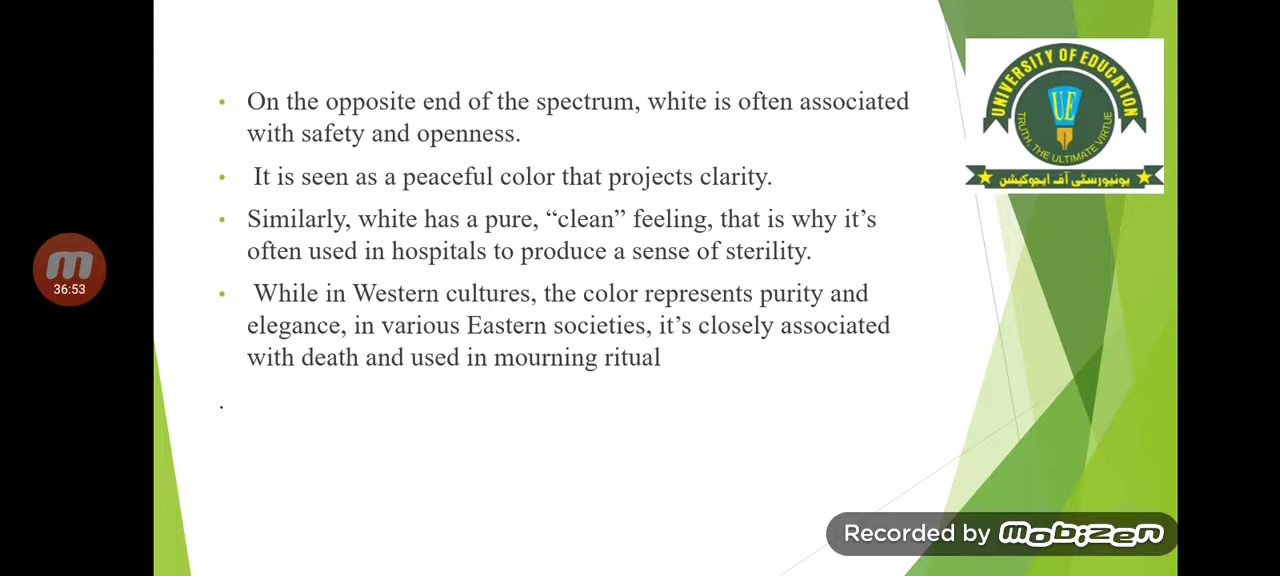 On the opposite end of the spectrum, white is often associated
with safety and openness.
It is seen as a peaceful color that projects clarity.
Similarly, white has a pure, “clean” feeling, that is why it’s
often used in hospitals to produce a sense of sterility.
While in Western cultures, the color represents purity and
elegance, in various Eastern societies, it’s closely associated
with death and used in mourning ritual
.
UNIVERSITY OF EDUCATION
UE
TRUTH, THE ULTIMATE VIRTUE
یونیورسٹی آف ایجوکیشن
36:53
Recorded by mobizen